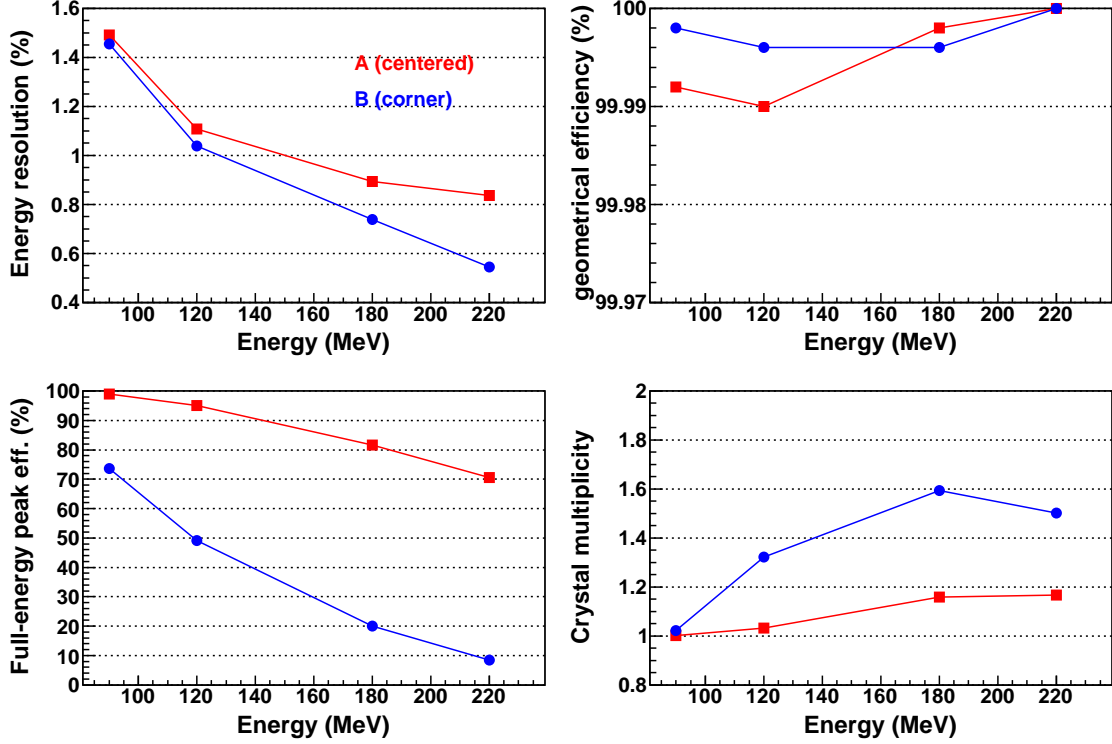 Energy resolution (%)
1.6
1.4
1.2
1
0.8
0.6
0.4
A (centered)
B (corner)
100 120 140 160 180 200 220
Energy (MeV)
geometrical efficiency (%)
100
99.99
99.98
99.97
100 120 140 160 180 200 220
Energy (MeV)
Full-energy peak eff. (%)
100
90
80
70
60
50
40
30
20
10
0
100 120 140 160 180 200 220
Energy (MeV)
Crystal multiplicity
2
1.8
1.6
1.4
1.2
1
0.8
100 120 140 160 180 200 220
Energy (MeV)